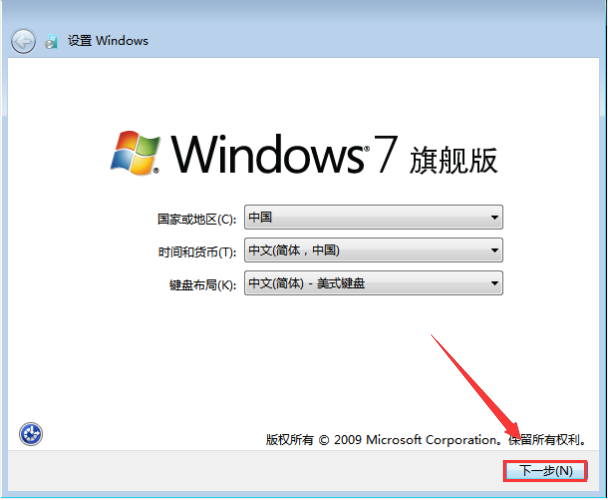 设置 Windows
Windows 7 旗舰版
国家或地区(C): 中国
时间和货币(T): 中文(简体，中国)
键盘布局(K): 中文(简体) - 美式键盘
版权所有 © 2009 Microsoft Corporation。保留所有权利。
下一步(N)